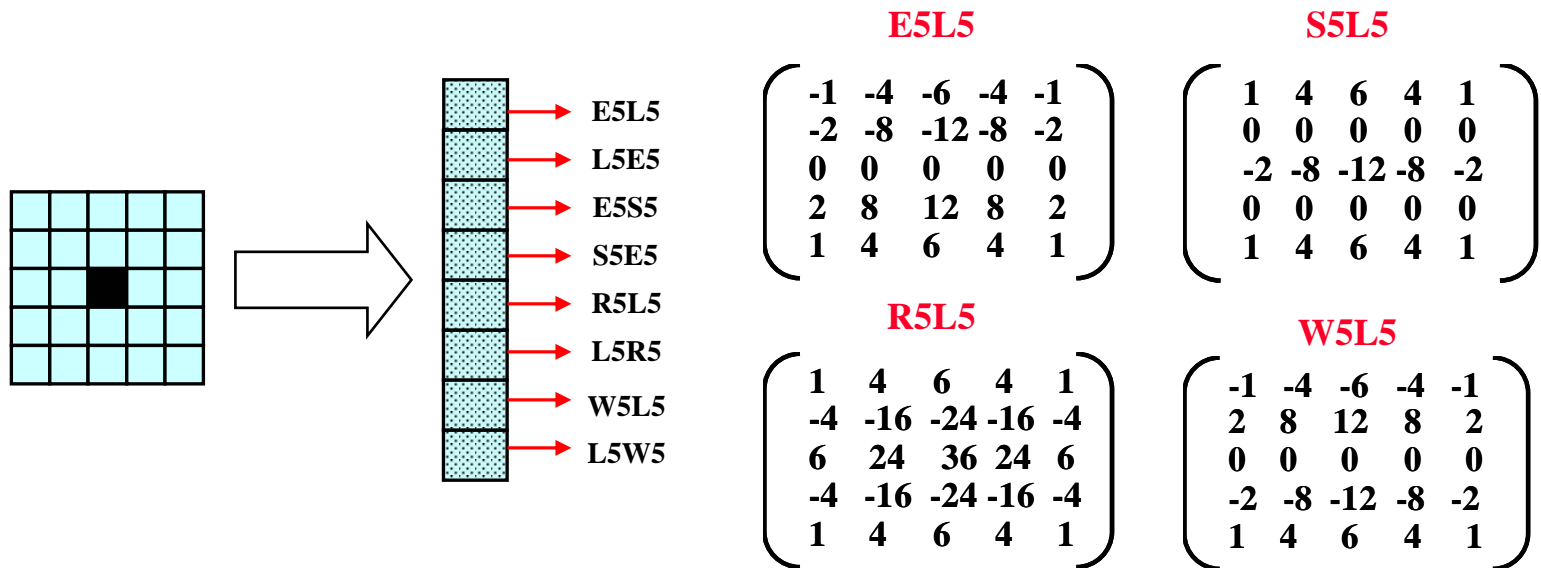 E5L5
L5E5
E5S5
S5E5
R5L5
L5R5
W5L5
L5W5
E5L5
-1 -4 -6 -4 -1
-2 -8 -12 -8 -2
0 0 0 0 0
2 8 12 8 2
1 4 6 4 1
S5L5
1 4 6 4 1
0 0 0 0 0
-2 -8 -12 -8 -2
0 0 0 0 0
1 4 6 4 1
R5L5
1 4 6 4 1
-4 -16 -24 -16 -4
6 24 36 24 6
-4 -16 -24 -16 -4
1 4 6 4 1
W5L5
-1 -4 -6 -4 -1
2 8 12 8 2
0 0 0 0 0
-2 -8 -12 -8 -2
1 4 6 4 1